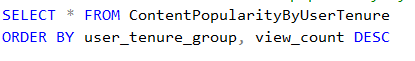 SELECT * FROM ContentPopularityByUserTenure
ORDER BY user_tenure_group, view_count DESC